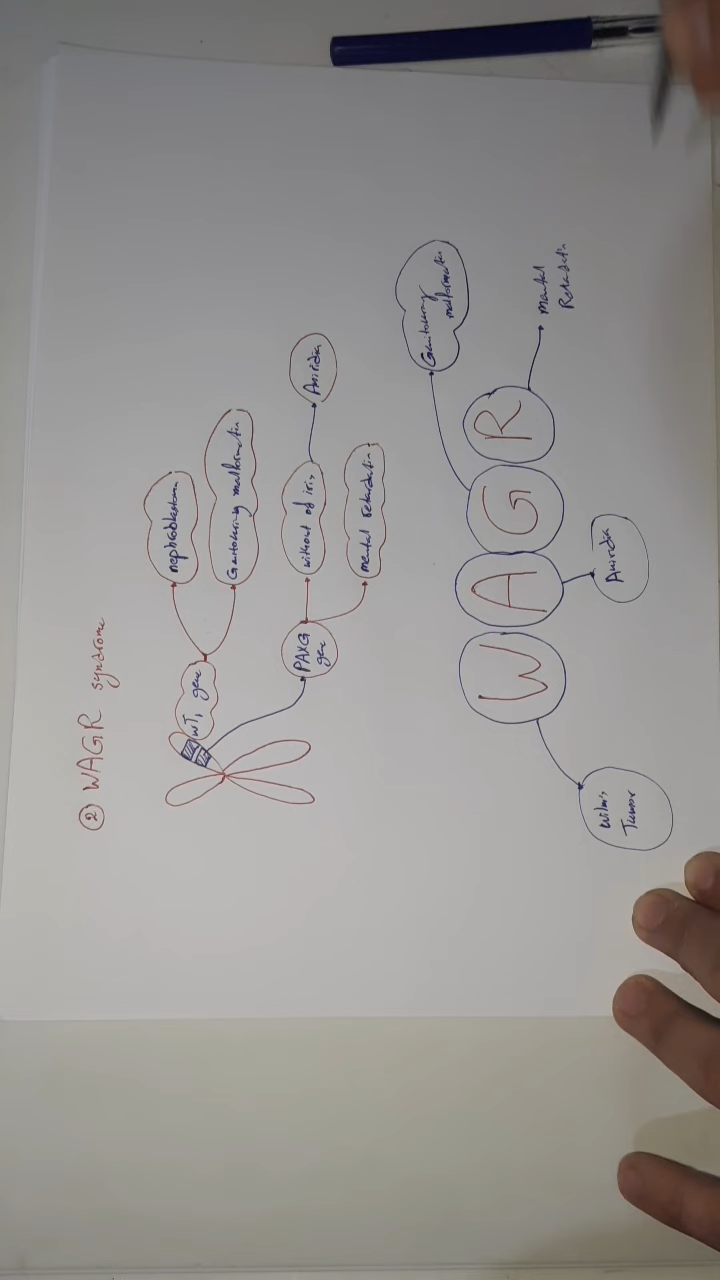 ② WAGR syndrome
WT1 gene
nephroblastoma
Genitourinary malformation
PAXG
gene
without of iris
Aniridia
mental retardation
W A G R
Wilms
Tumor
Aniridia
Genitourinary
malformation
mental
Retardation